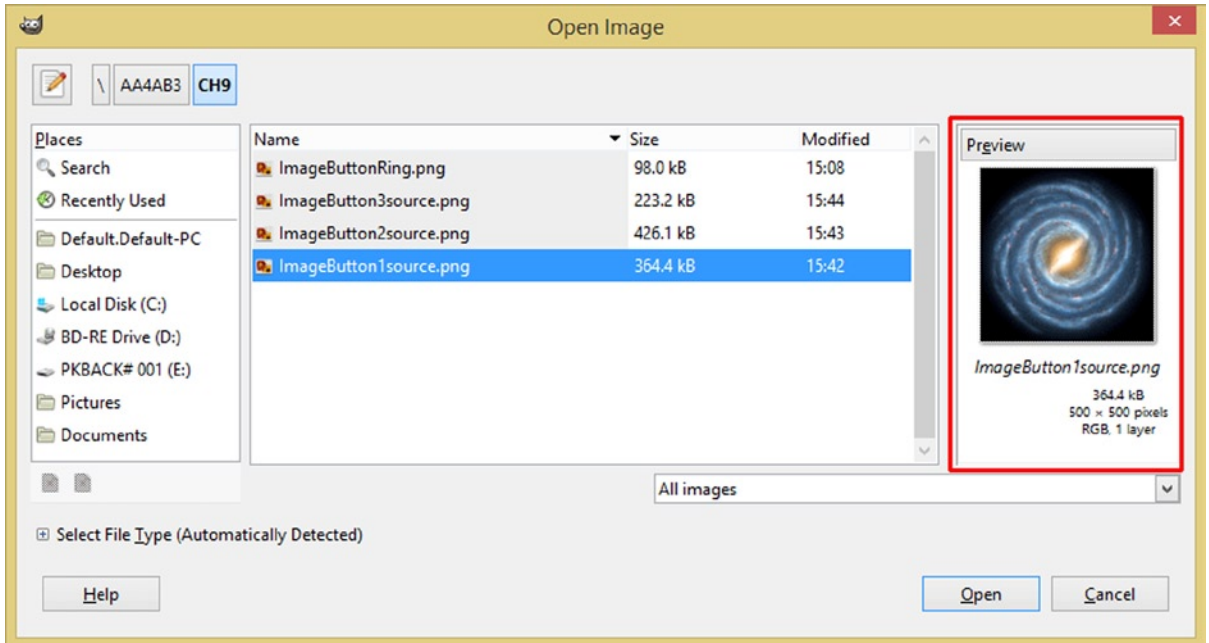 Open Image
\ AA4AB3 CH9
Places
Search
Recently Used
Default.Default-PC
Desktop
Local Disk (C:)
BD-RE Drive (D:)
PKBACK# 001 (E:)
Pictures
Documents
Name Size Modified
ImageButtonRing.png 98.0 kB 15:08
ImageButton3source.png 223.2 kB 15:44
ImageButton2source.png 426.1 kB 15:43
ImageButton1source.png 364.4 kB 15:42
Preview
ImageButton1source.png
364.4 kB
500 × 500 pixels
RGB, 1 layer
All images
Select File Type (Automatically Detected)
Help Open Cancel